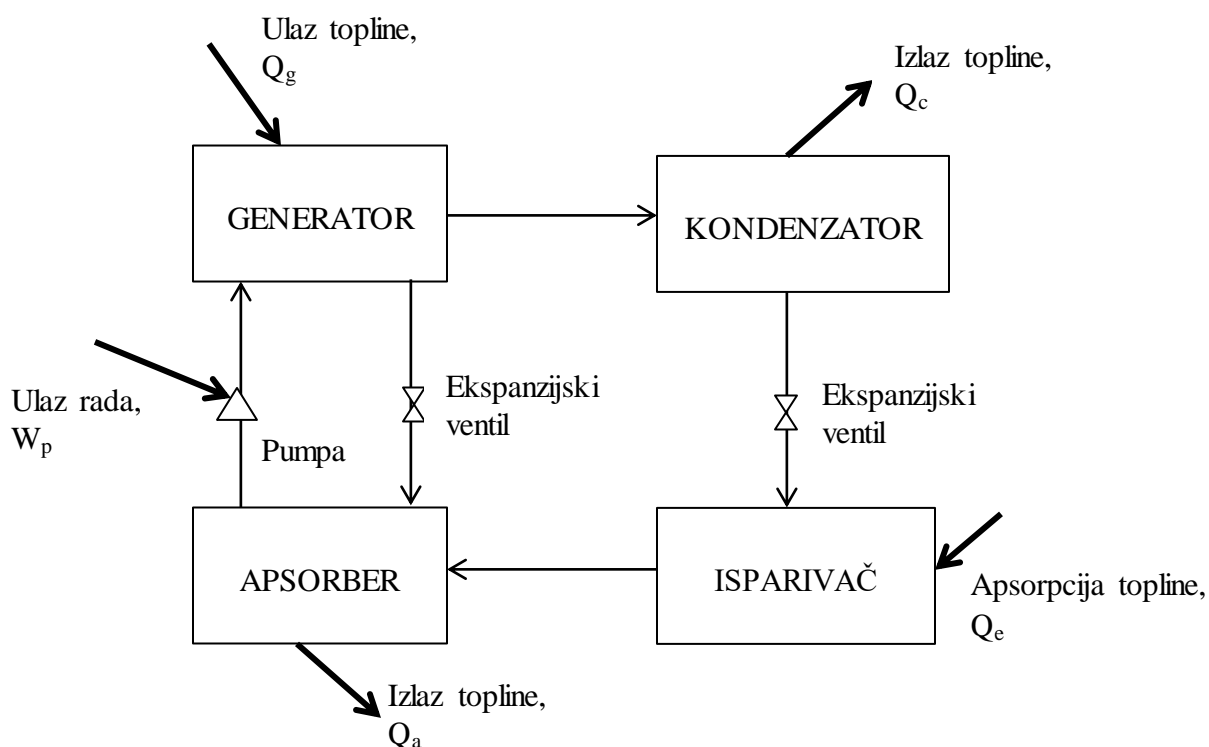 Ulaz topline,
Qg
Izlaz topline,
Qc
GENERATOR
KONDENZATOR
Ulaz rada,
Wp
Pumpa
Ekspanzijski
ventil
Ekspanzijski
ventil
APSORBER
ISPARIVAČ
Apsorpcija topline,
Qe
Izlaz topline,
Qa